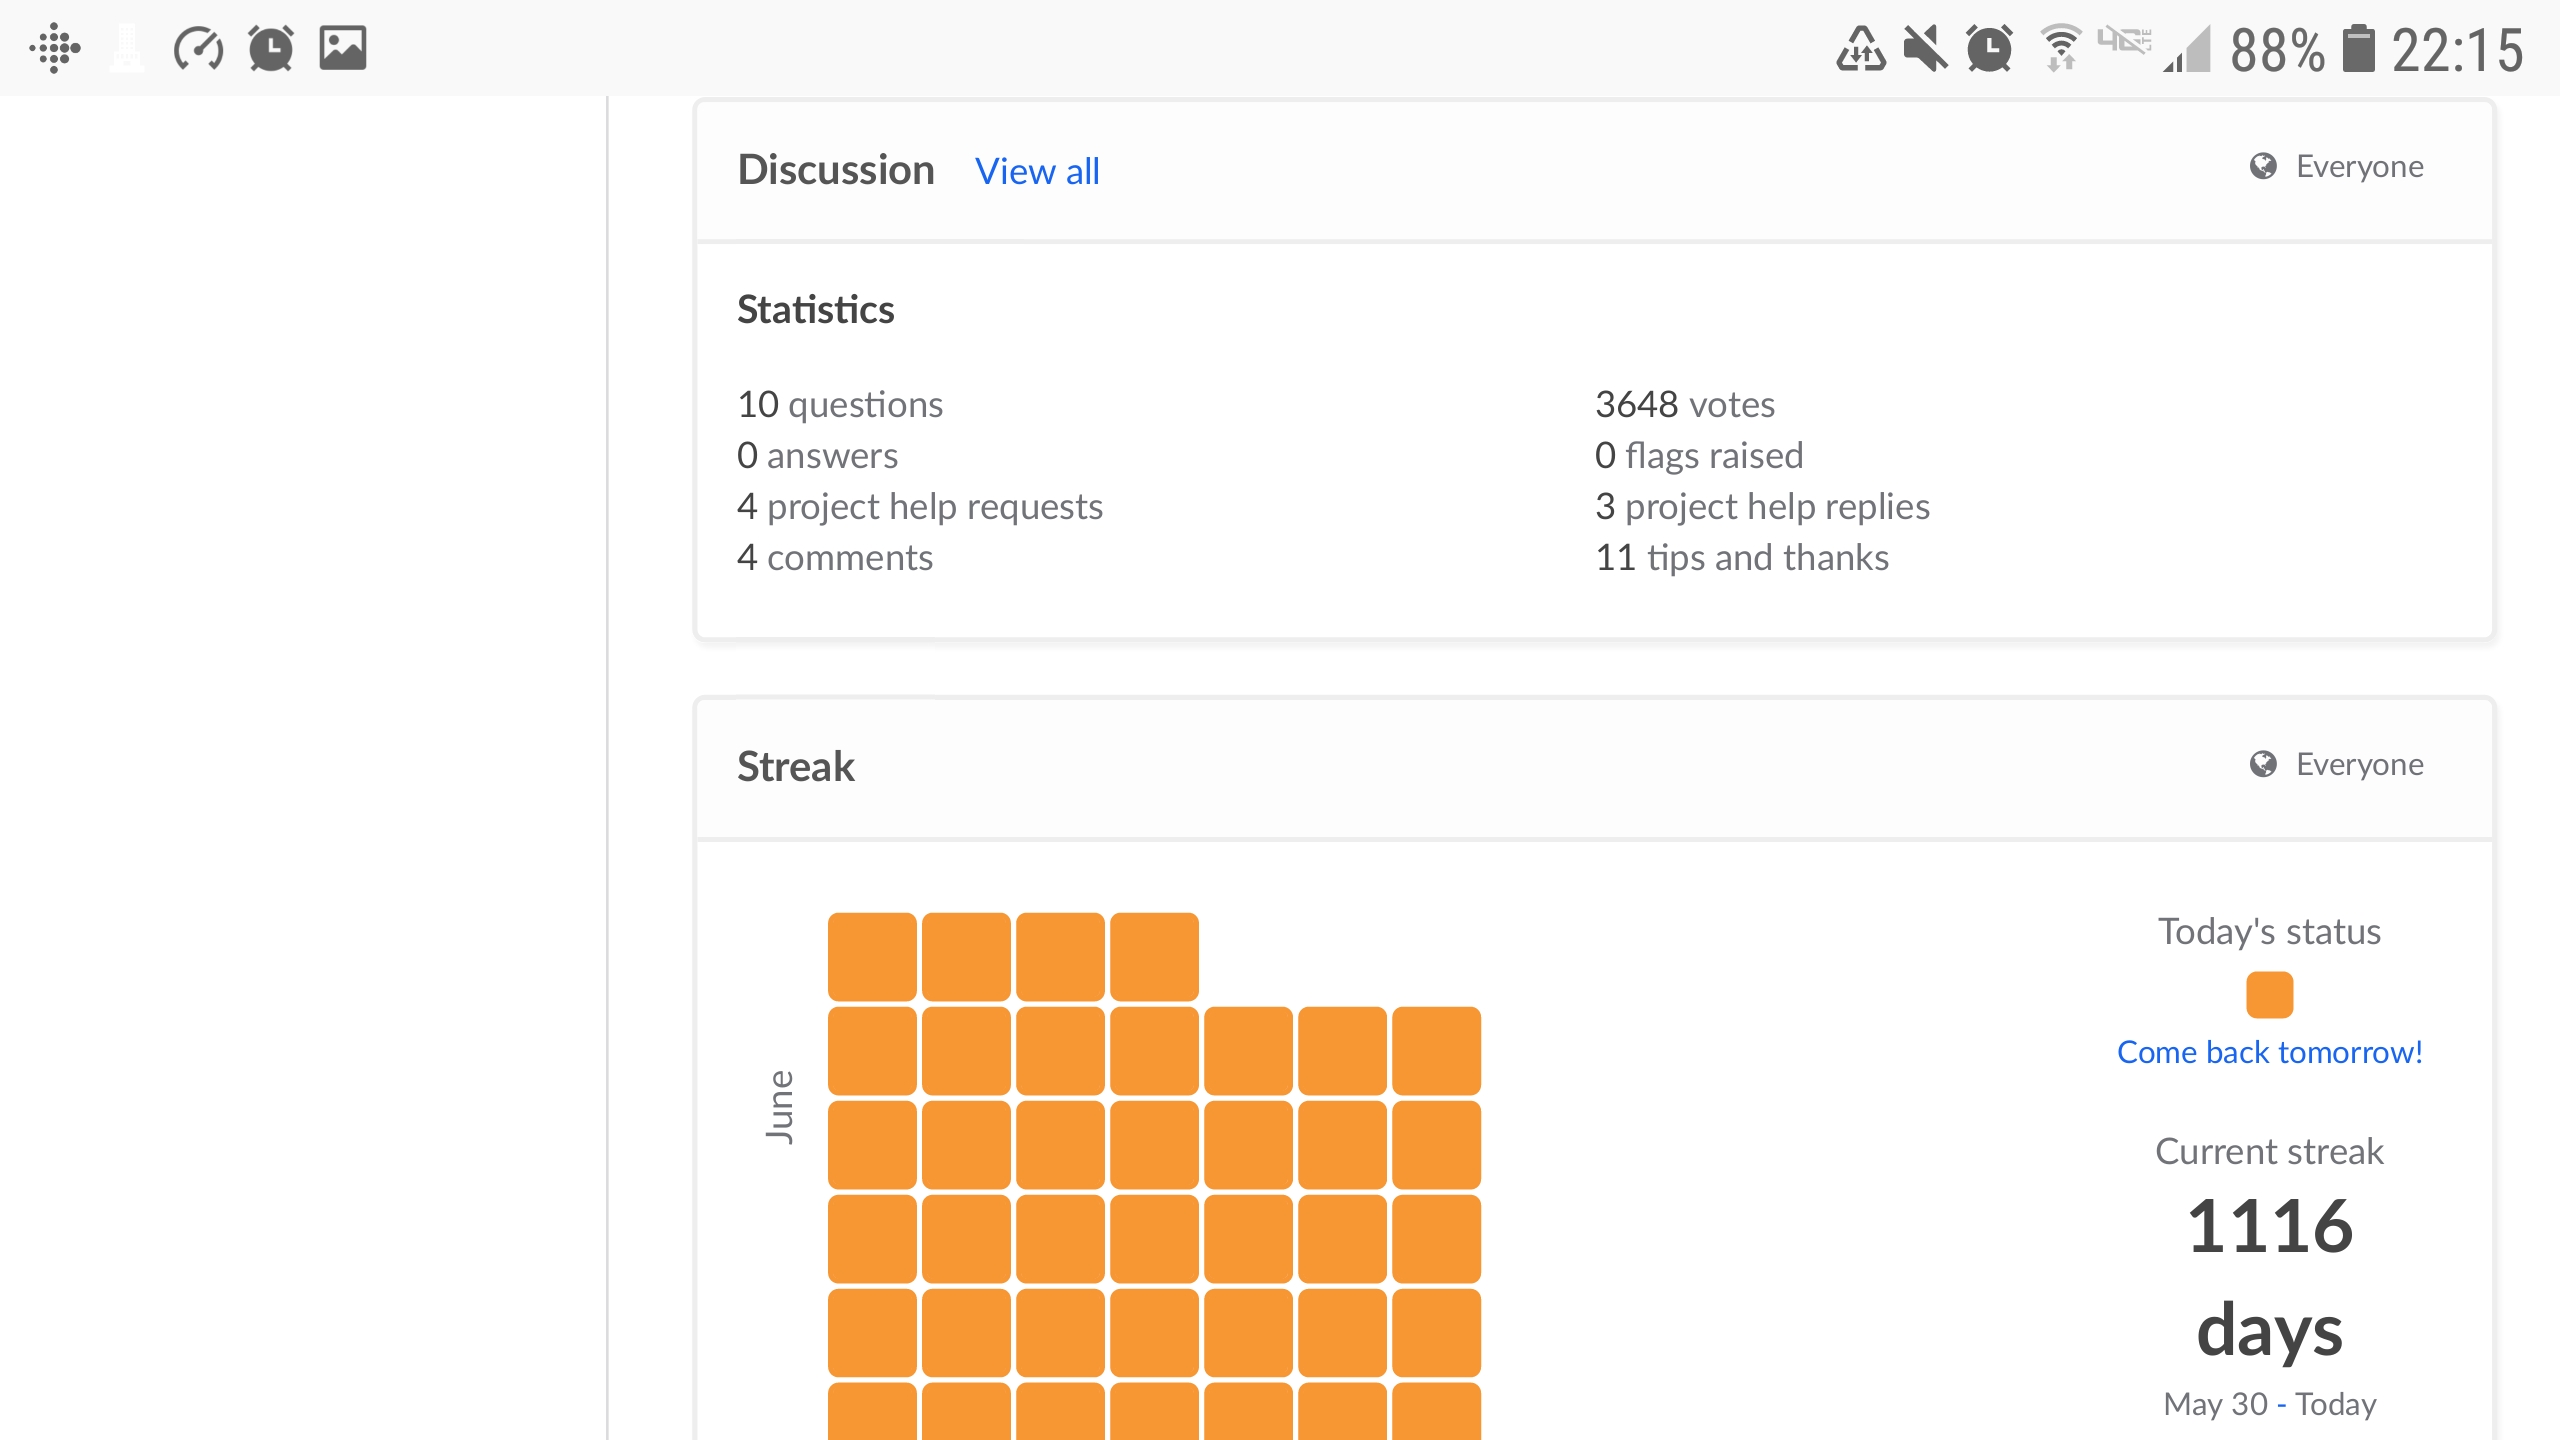 88% 22:15
Discussion View all Everyone
Statistics
10 questions
0 answers
4 project help requests
4 comments
3648 votes
0 flags raised
3 project help replies
11 tips and thanks
Streak Everyone
June
Today's status
Come back tomorrow!
Current streak
1116
days
May 30 - Today